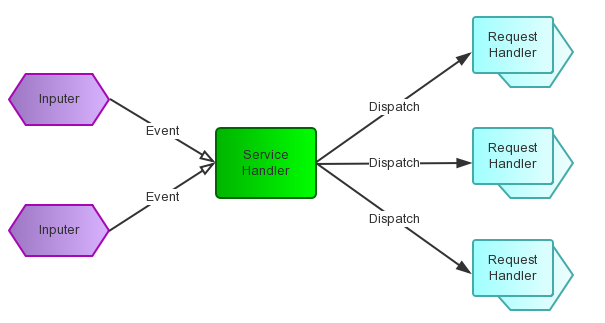 Request
Handler
Inputer
Event
Dispatch
Service
Handler
Dispatch
Request
Handler
Inputer
Event
Dispatch
Request
Handler